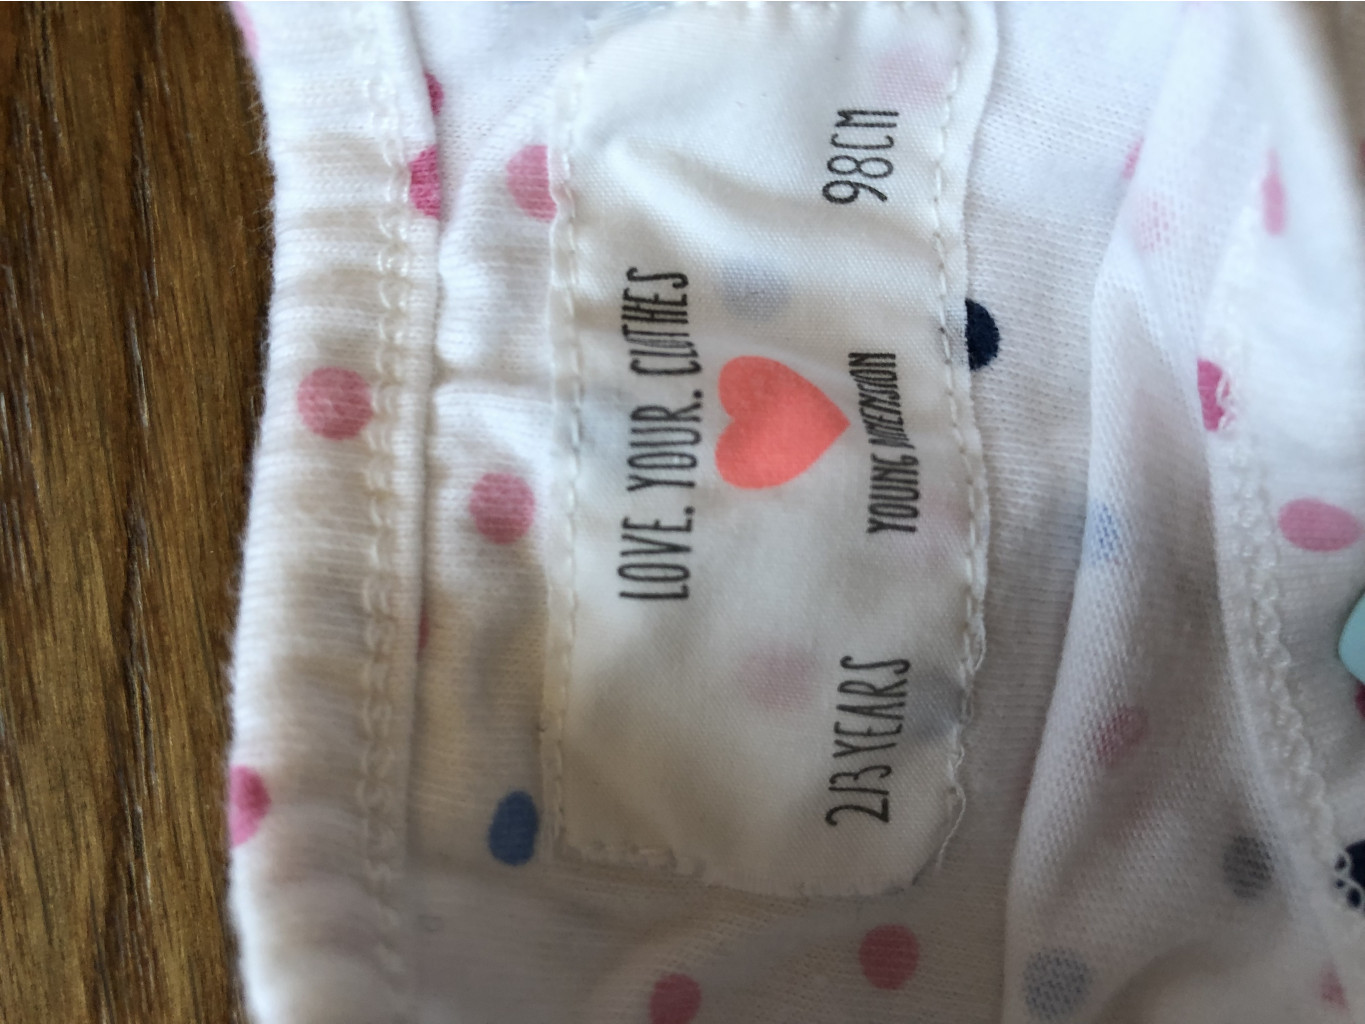 LOVE. YOUR. CLOTHES
2/3 YEARS
YOUNG DIMENSION
98CM